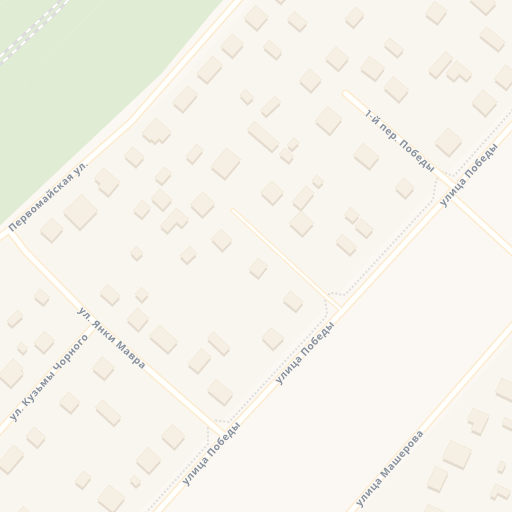 1-й пер. Победы
улица Победы
Первомайская ул.
ул. Янки Мавра
улица Победы
ул. Кузьмы Чорного
улица Победы
улица Машерова